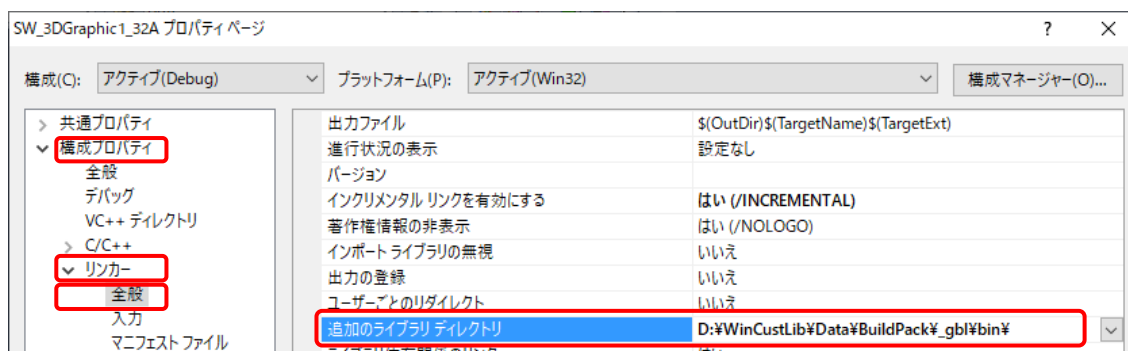 SW_3DGraphic1_32A プロパティ ページ ? ×
構成(C): アクティブ(Debug) プラットフォーム(P): アクティブ(Win32) 構成マネージャー(O)...
共通プロパティ
構成プロパティ
全般
デバッグ
VC++ ディレクトリ
C/C++
リンカー
全般
入力
マニフェスト ファイル
出力ファイル $(OutDir)$(TargetName)$(TargetExt)
進行状況の表示 設定なし
バージョン
インクリメンタル リンクを有効にする はい (/INCREMENTAL)
著作権情報の非表示 はい (/NOLOGO)
インポート ライブラリの無視 いいえ
出力の登録 いいえ
ユーザーごとのリダイレクト いいえ
追加のライブラリ ディレクトリ D:¥WinCustLib¥Data¥BuildPack¥_gbl¥bin¥